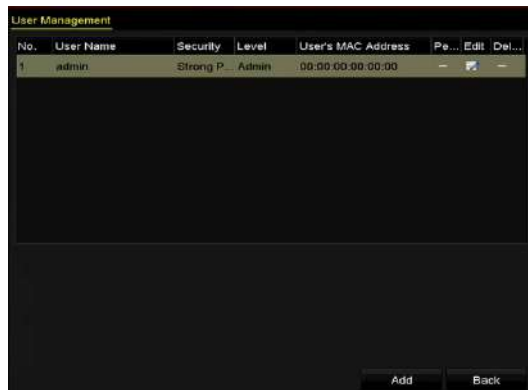 User Management
No. User Name Security Level User's MAC Address Pe... Edit Del...
1 admin Strong P... Admin 00:00:00:00:00:00 — —
Add Back